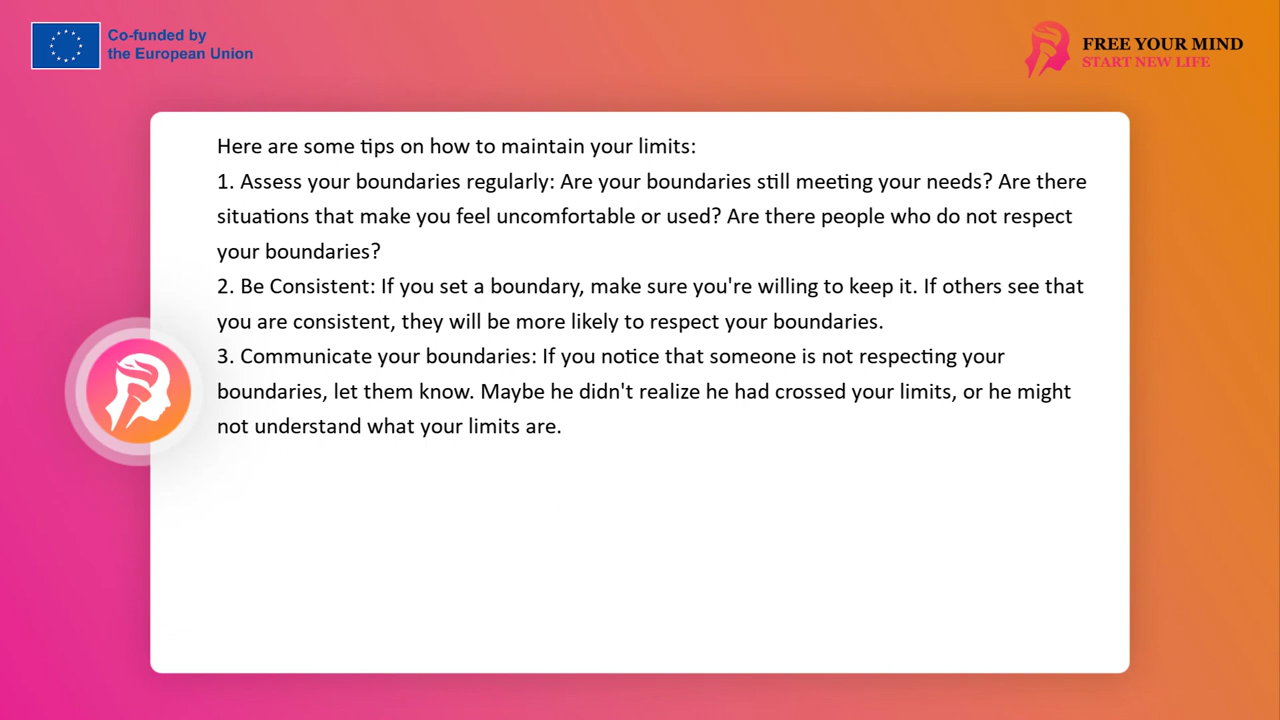 Co-funded by
the European Union
FREE YOUR MIND
START NEW LIFE
Here are some tips on how to maintain your limits:
1. Assess your boundaries regularly: Are your boundaries still meeting your needs? Are there
situations that make you feel uncomfortable or used? Are there people who do not respect
your boundaries?
2. Be Consistent: If you set a boundary, make sure you're willing to keep it. If others see that
you are consistent, they will be more likely to respect your boundaries.
3. Communicate your boundaries: If you notice that someone is not respecting your
boundaries, let them know. Maybe he didn't realize he had crossed your limits, or he might
not understand what your limits are.